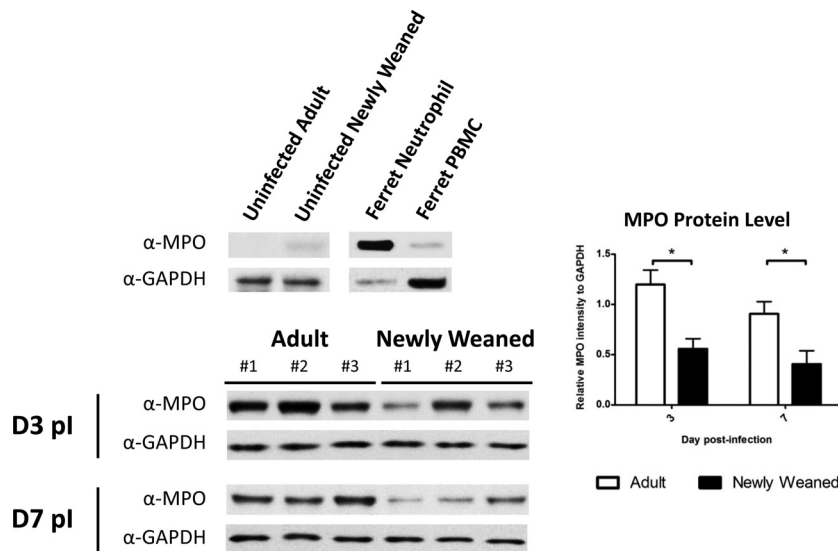 Uninfected Adult
Uninfected Newly Weaned
Ferret Neutrophil
Ferret PBMC
α-MPO
α-GAPDH
Adult
Newly Weaned
#1 #2 #3 #1 #2 #3
D3 pI
α-MPO
α-GAPDH
D7 pI
α-MPO
α-GAPDH
MPO Protein Level
Relative MPO intensity to GAPDH
1.5
1.0
0.5
0.0
*
*
3
7
Day post-infection
Adult
Newly Weaned